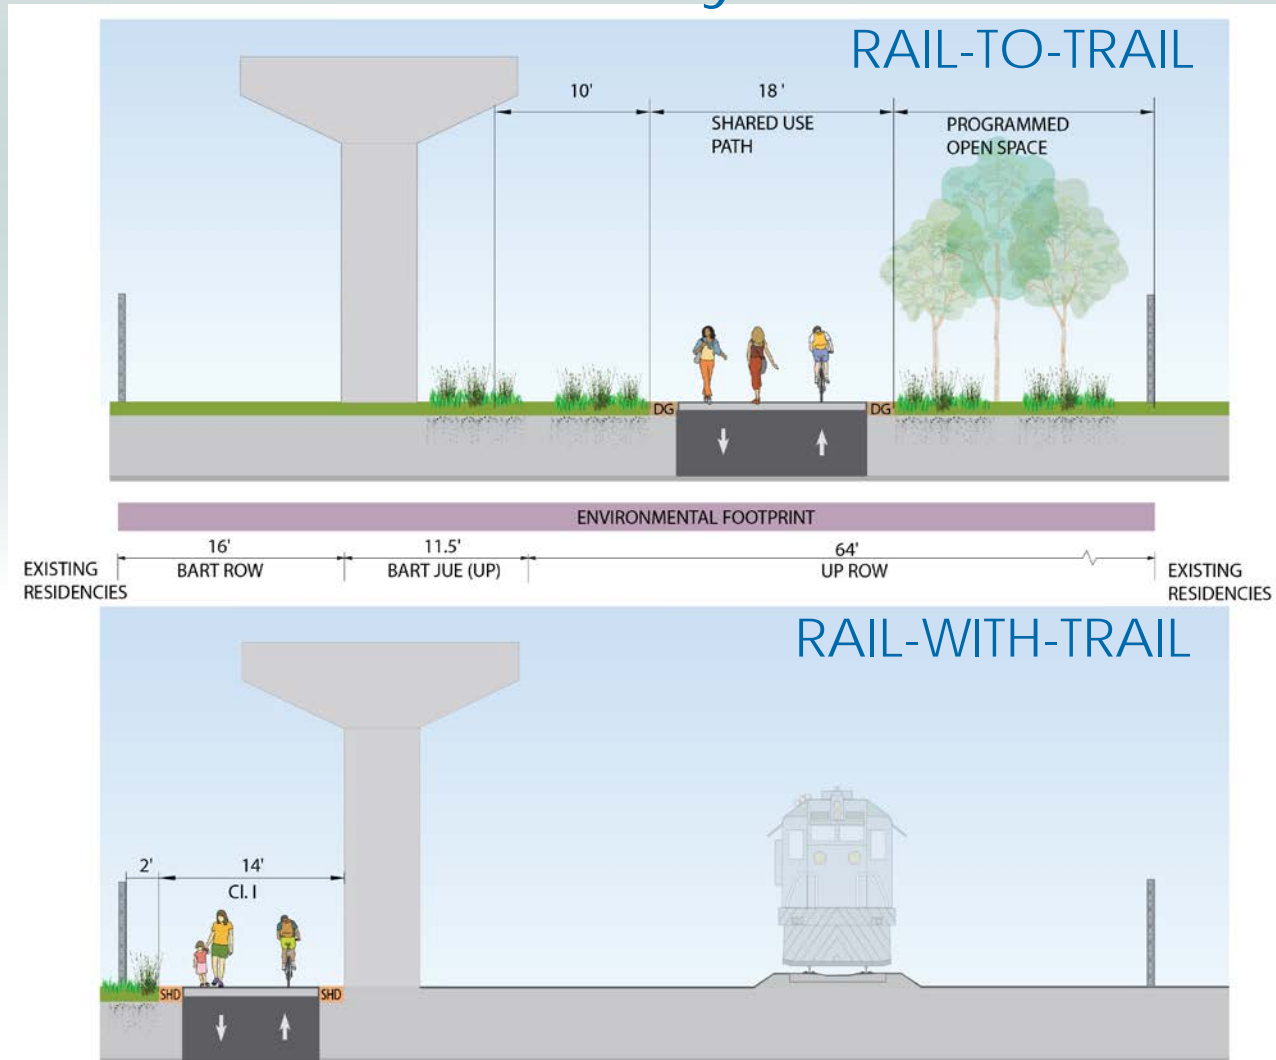 RAIL-TO-TRAIL
10'
18 '
SHARED USE
PATH
PROGRAMMED
OPEN SPACE
DG
DG
ENVIRONMENTAL FOOTPRINT
16'
11.5'
64'
BART ROW
BART JUE (UP)
UP ROW
EXISTING
RESIDENCIES
EXISTING
RESIDENCIES
RAIL-WITH-TRAIL
2'
14'
Cl. I
SHD
SHD